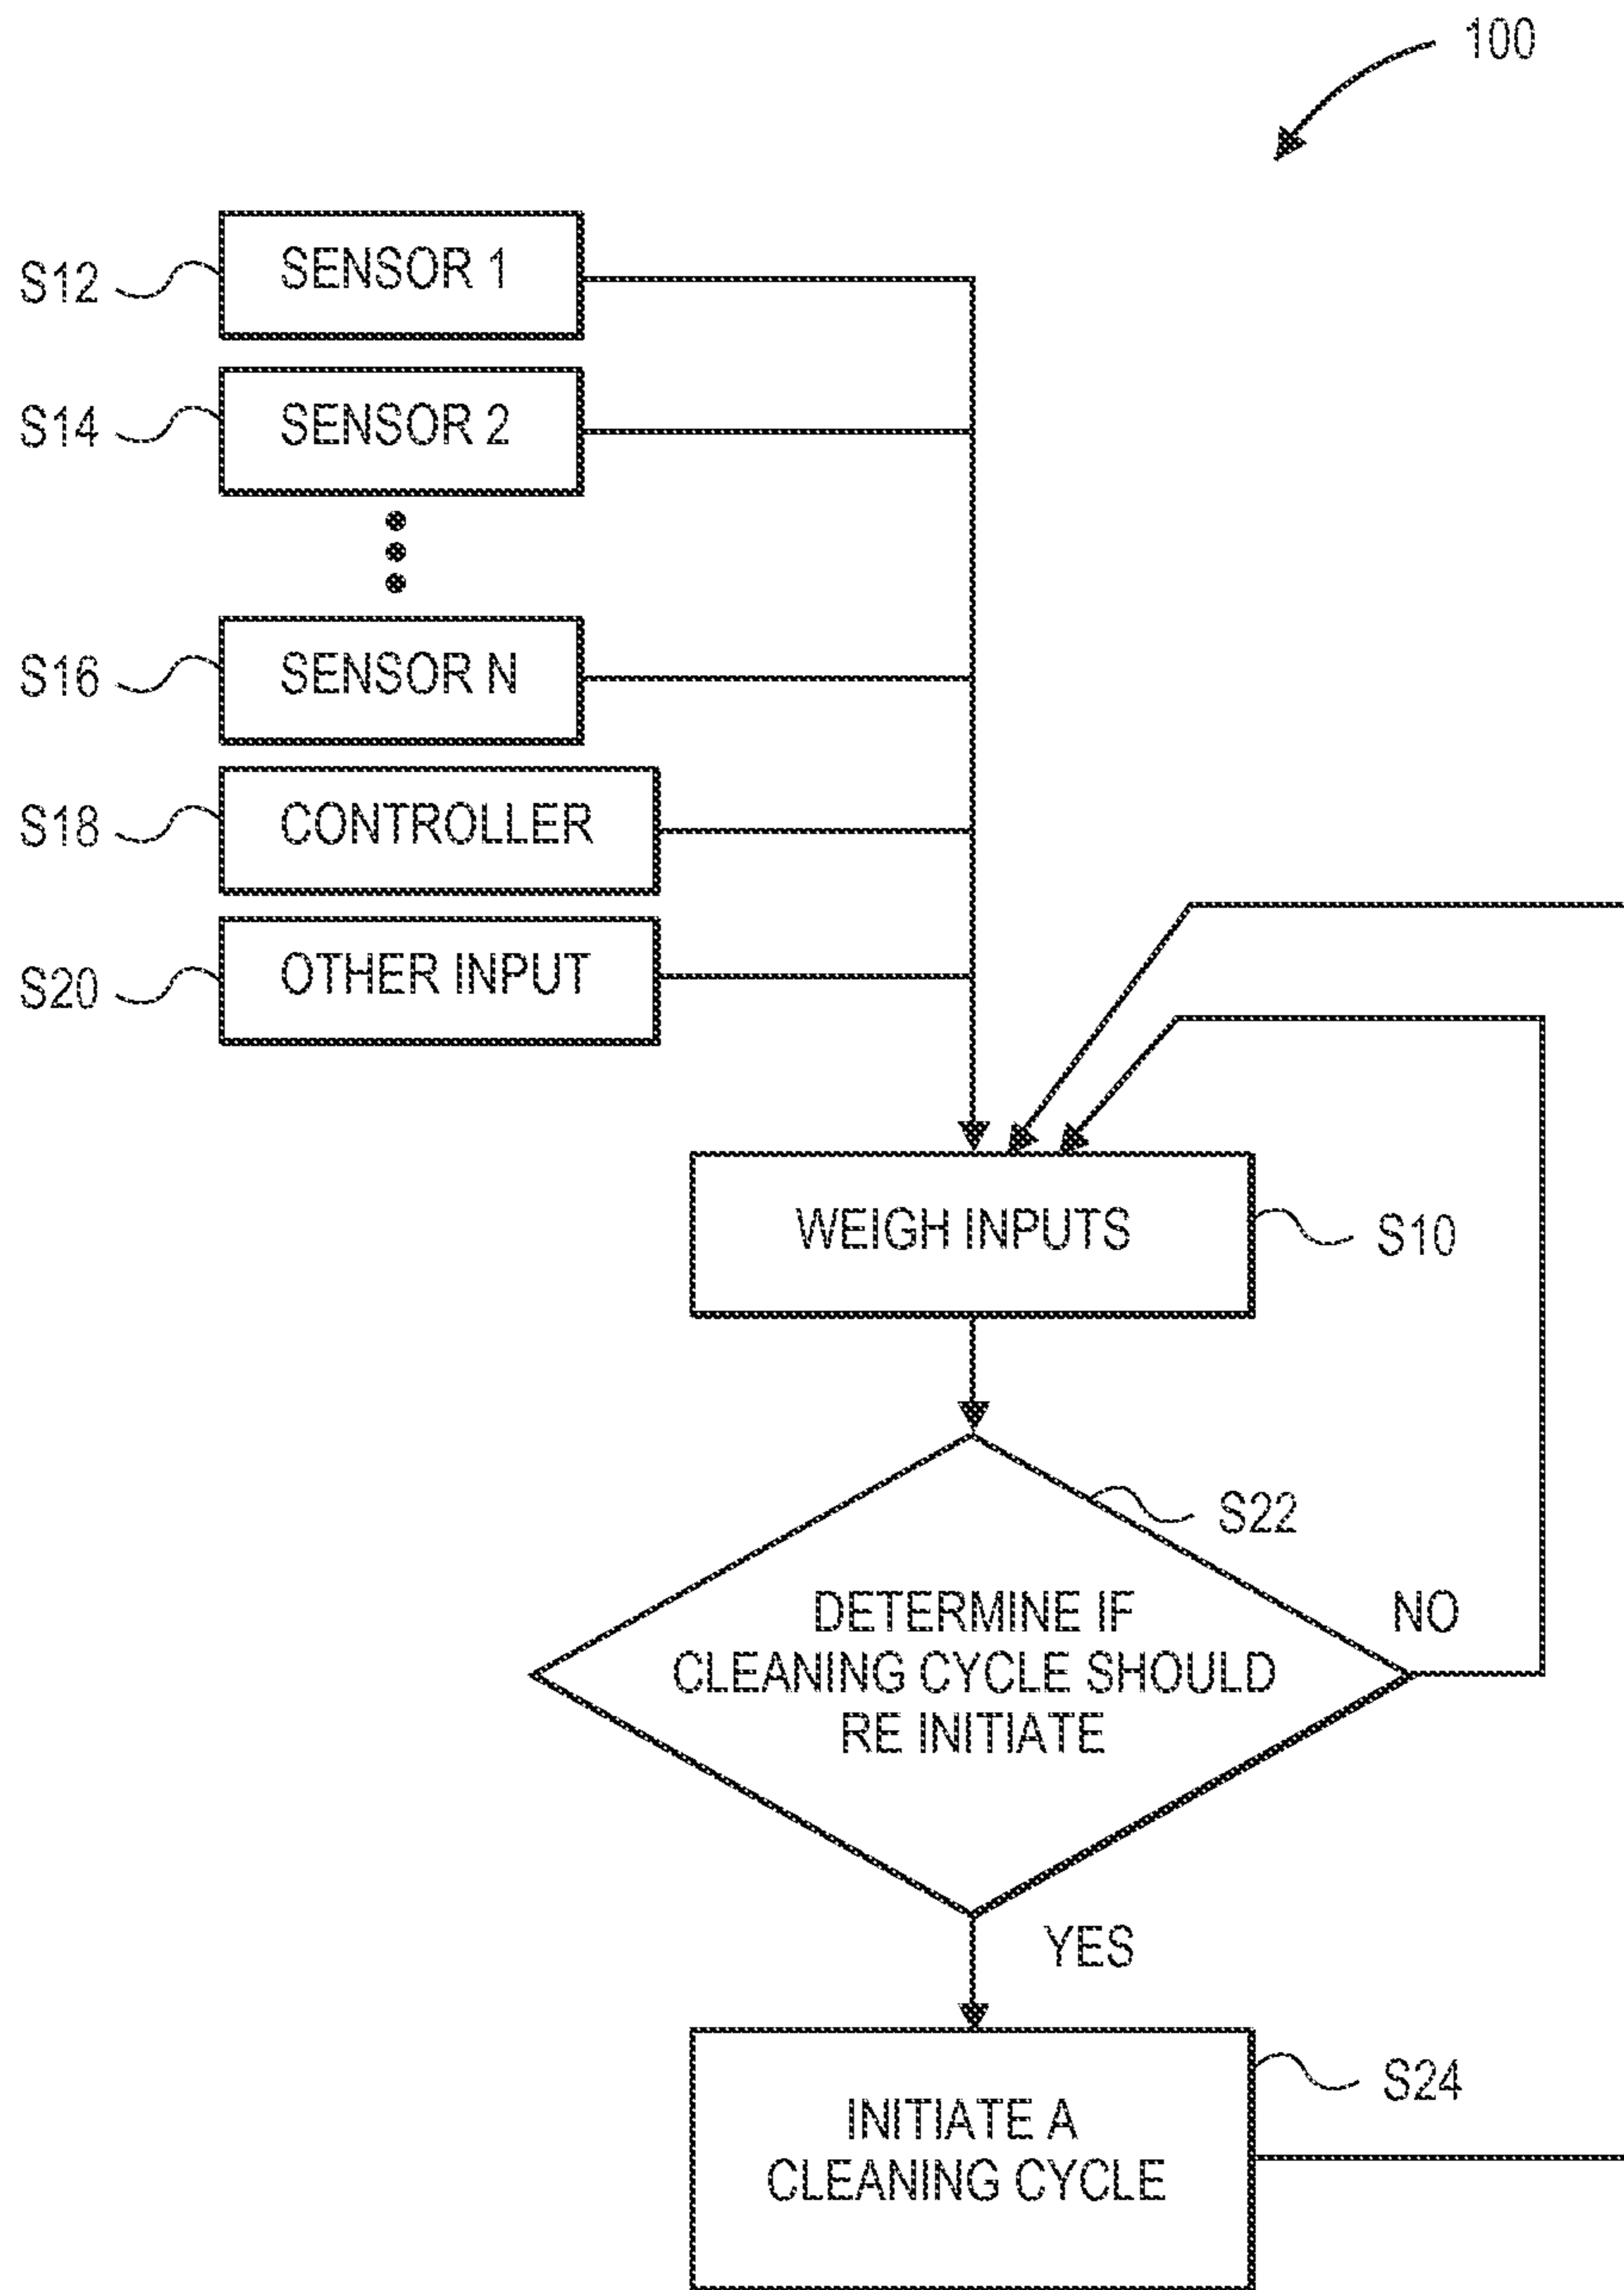 100
S12
SENSOR 1
S14
SENSOR 2
S16
SENSOR N
S18
CONTROLLER
S20
OTHER INPUT
WEIGH INPUTS
S10
S22
DETERMINE IF
CLEANING CYCLE SHOULD
RE INITIATE
NO
YES
S24
INITIATE A
CLEANING CYCLE